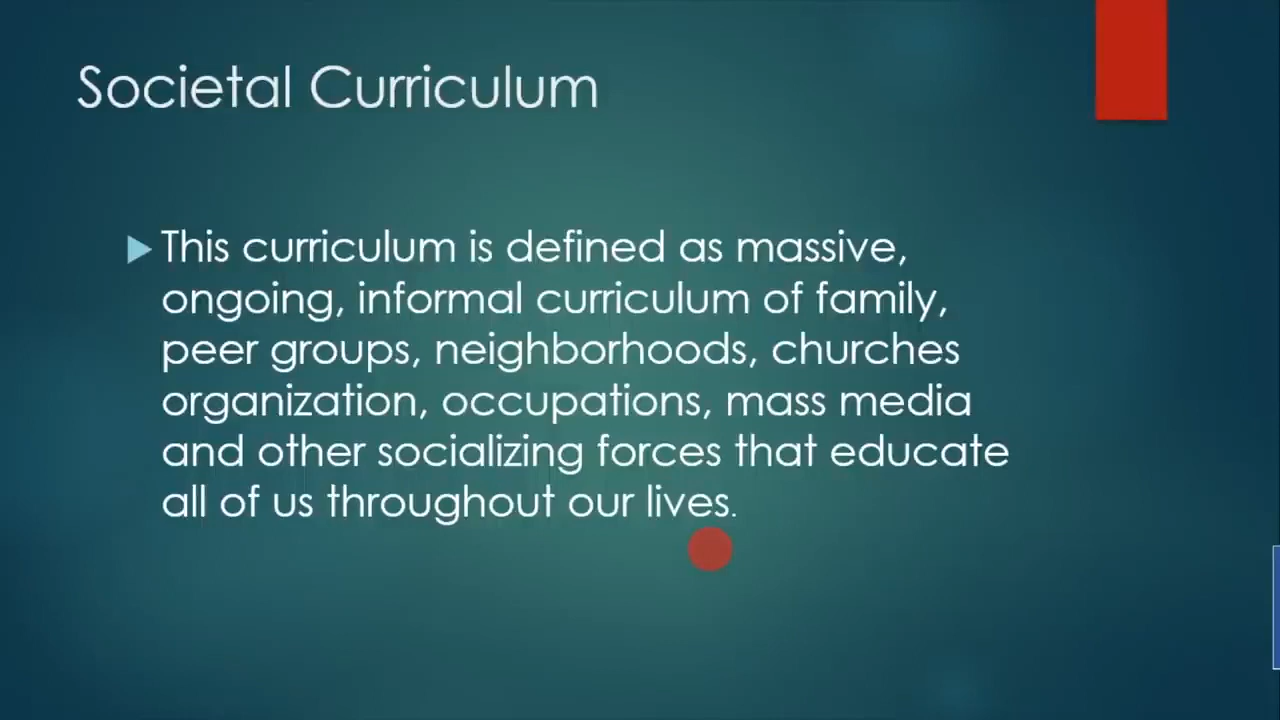 Societal Curriculum
This curriculum is defined as massive,
ongoing, informal curriculum of family,
peer groups, neighborhoods, churches
organization, occupations, mass media
and other socializing forces that educate
all of us throughout our lives.